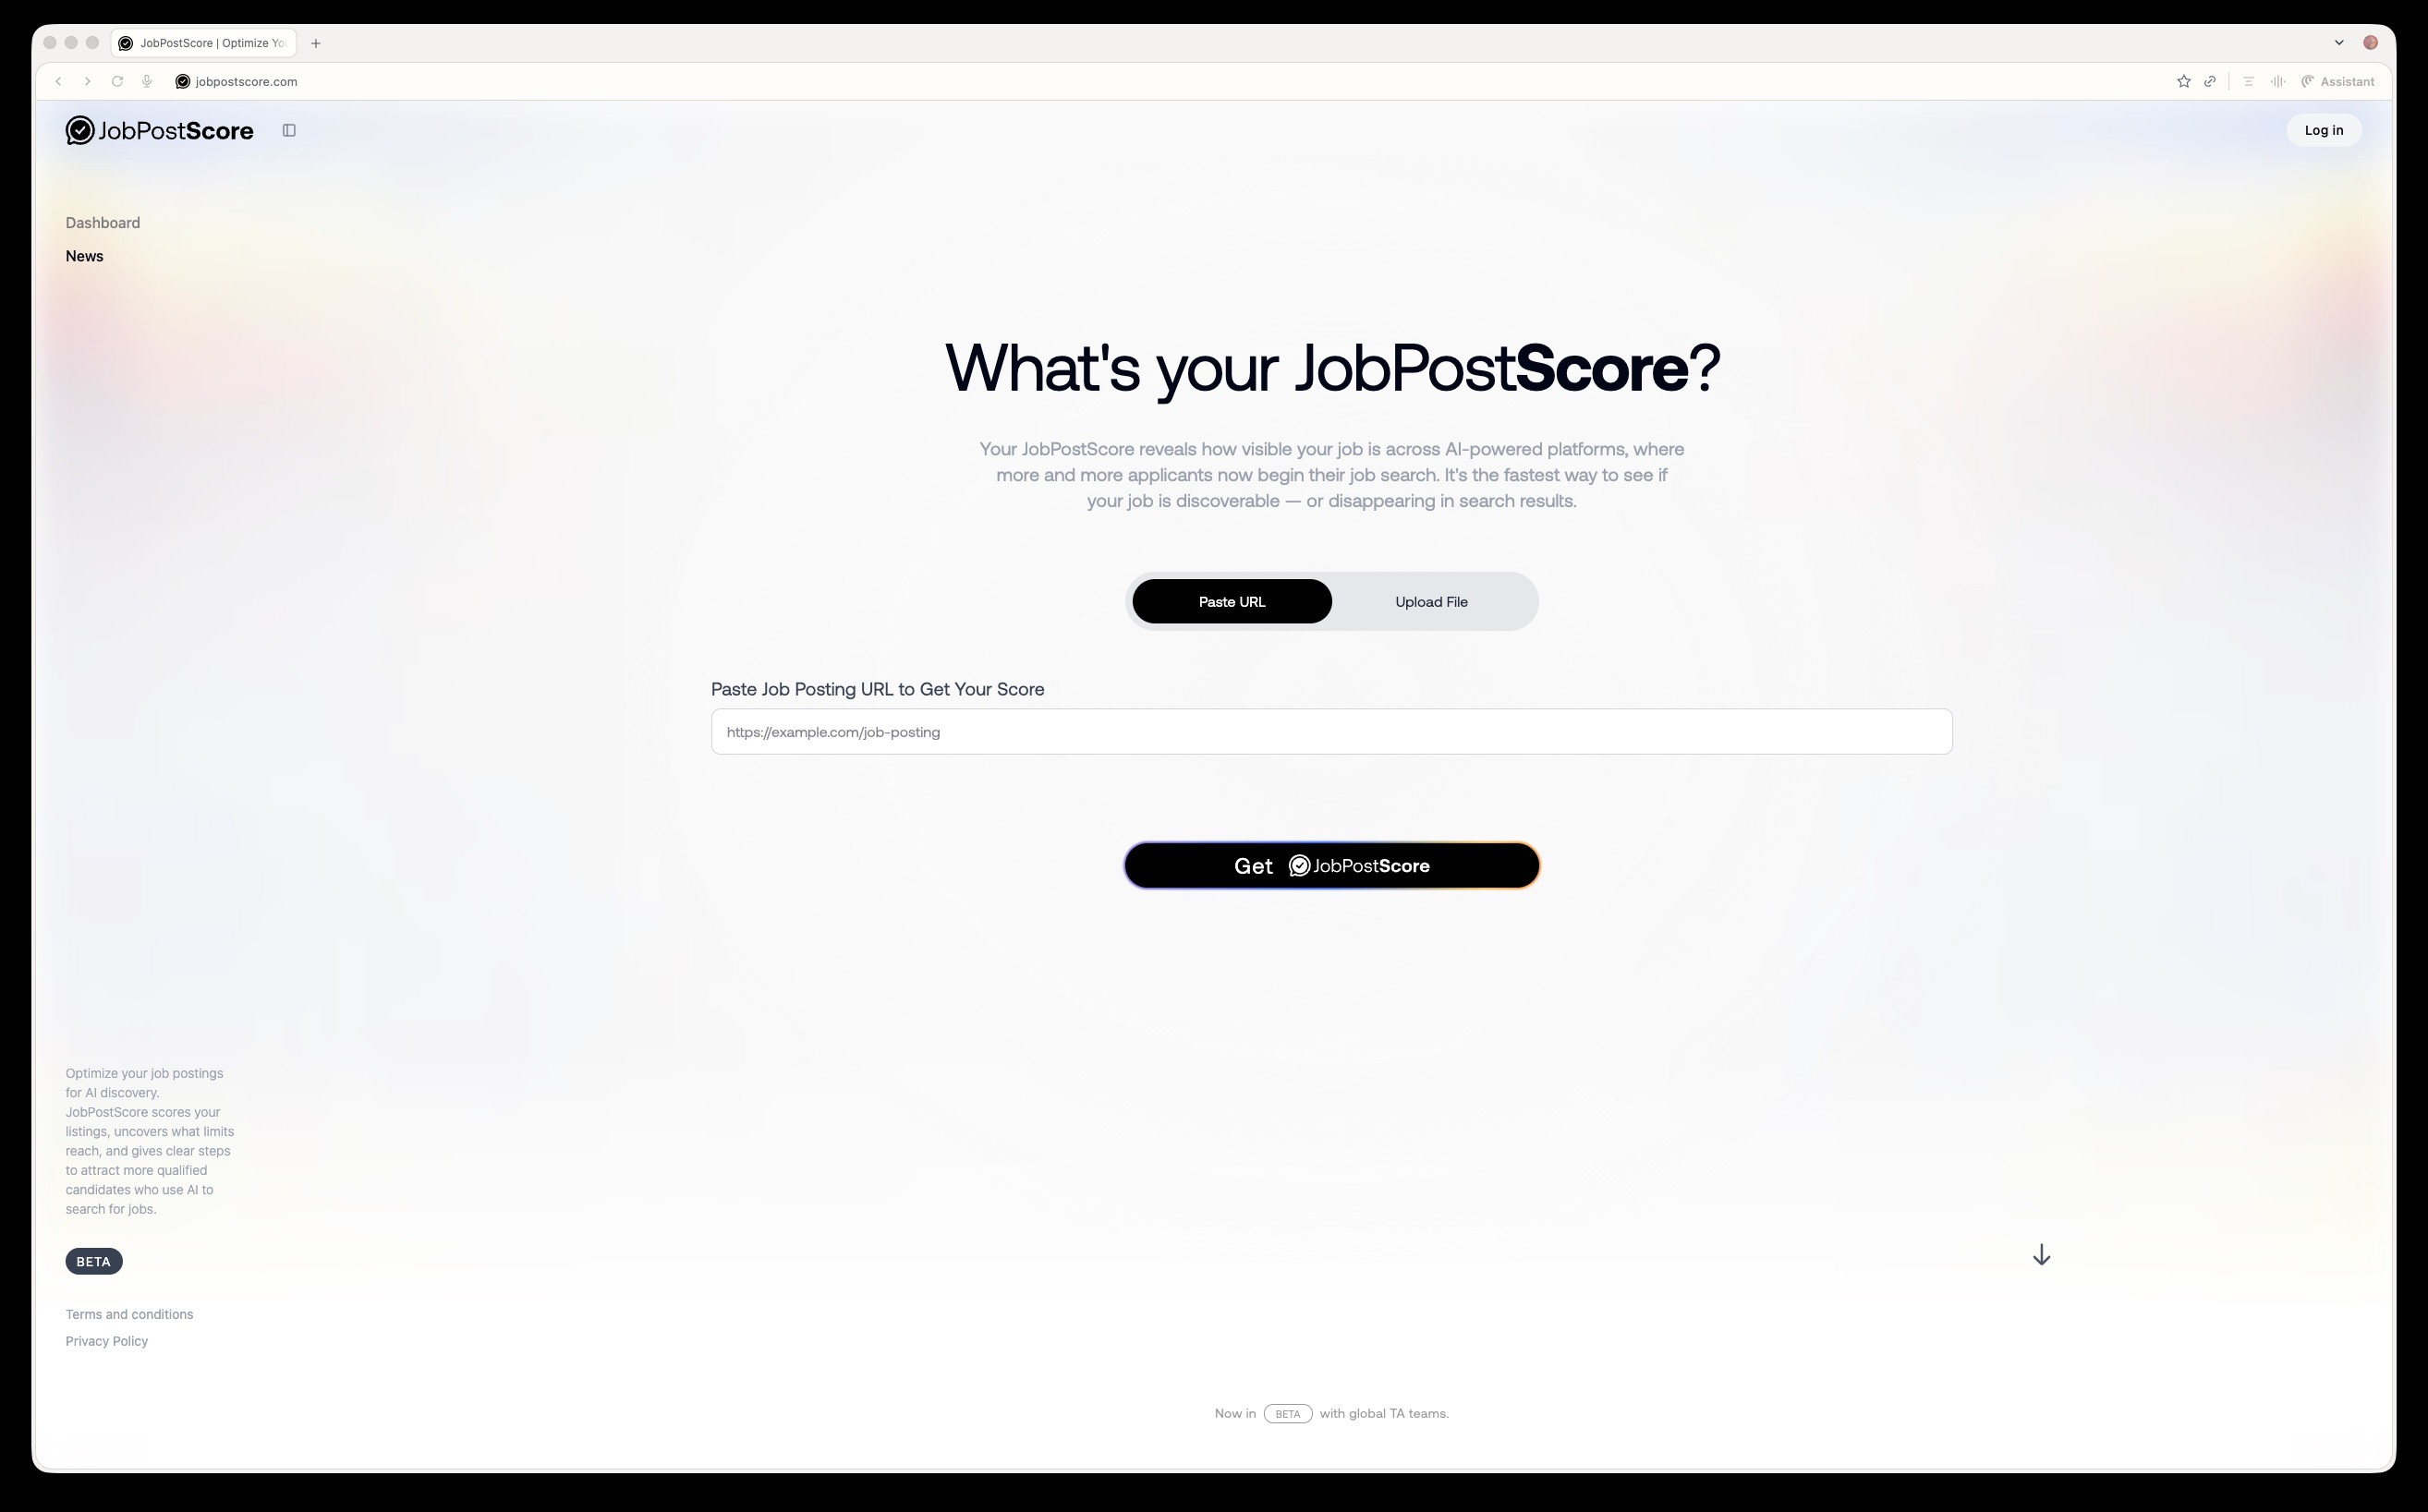 JobPostScore | Optimize Yo
jobpostscore.com
Assistant
JobPostScore
Log in
Dashboard
News
What's your JobPostScore?
Your JobPostScore reveals how visible your job is across AI-powered platforms, where
more and more applicants now begin their job search. It's the fastest way to see if
your job is discoverable — or disappearing in search results.
Paste URL
Upload File
Paste Job Posting URL to Get Your Score
https://example.com/job-posting
Get JobPostScore
Optimize your job postings
for AI discovery.
JobPostScore scores your
listings, uncovers what limits
reach, and gives clear steps
to attract more qualified
candidates who use AI to
search for jobs.
BETA
Terms and conditions
Privacy Policy
Now in BETA with global TA teams.